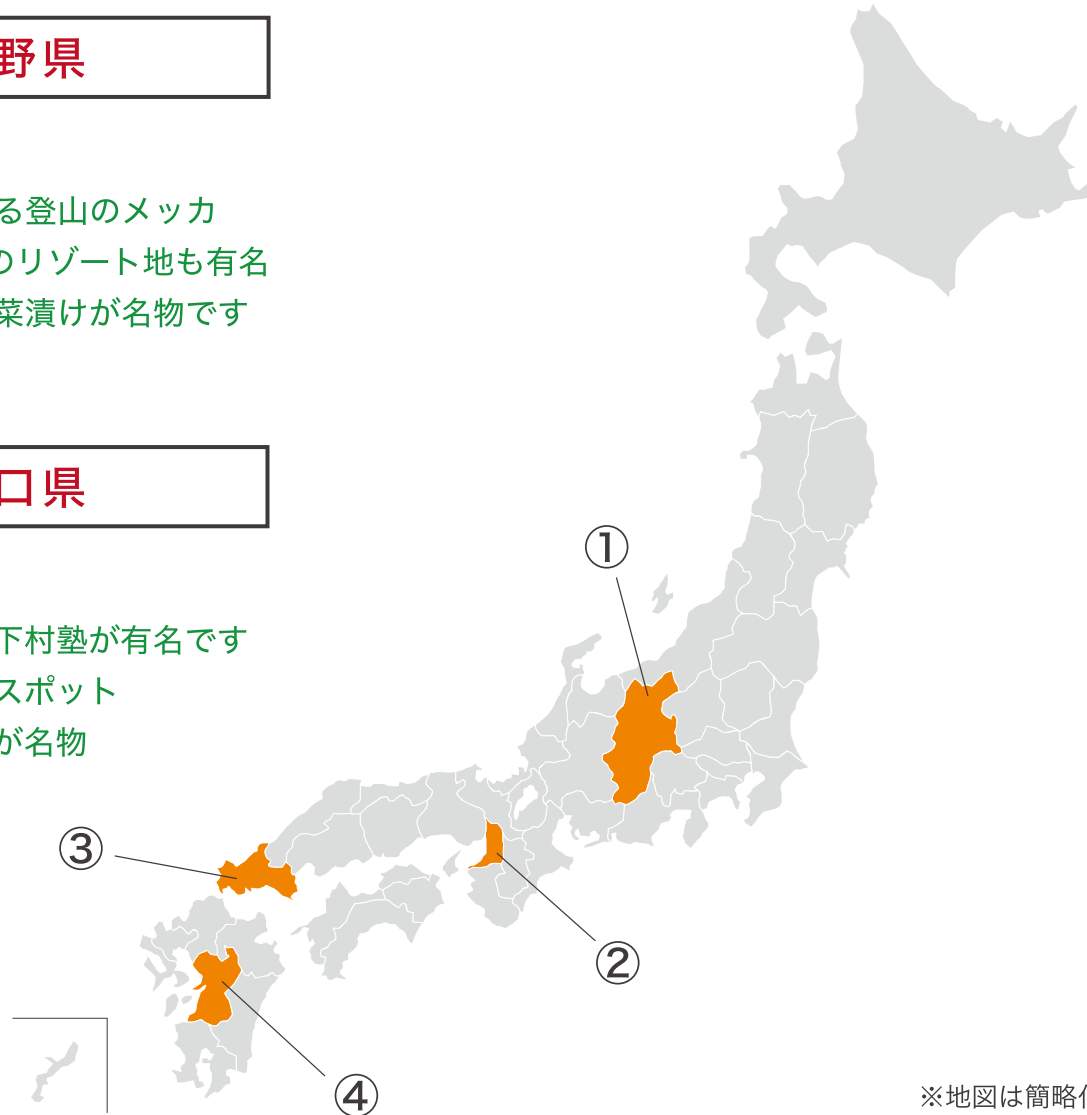 野県
る登山のメッカ
のリゾート地も有名
菜漬けが名物です
口県
下村塾が有名です
スポット
が名物
①
②
③
④
※地図は簡略